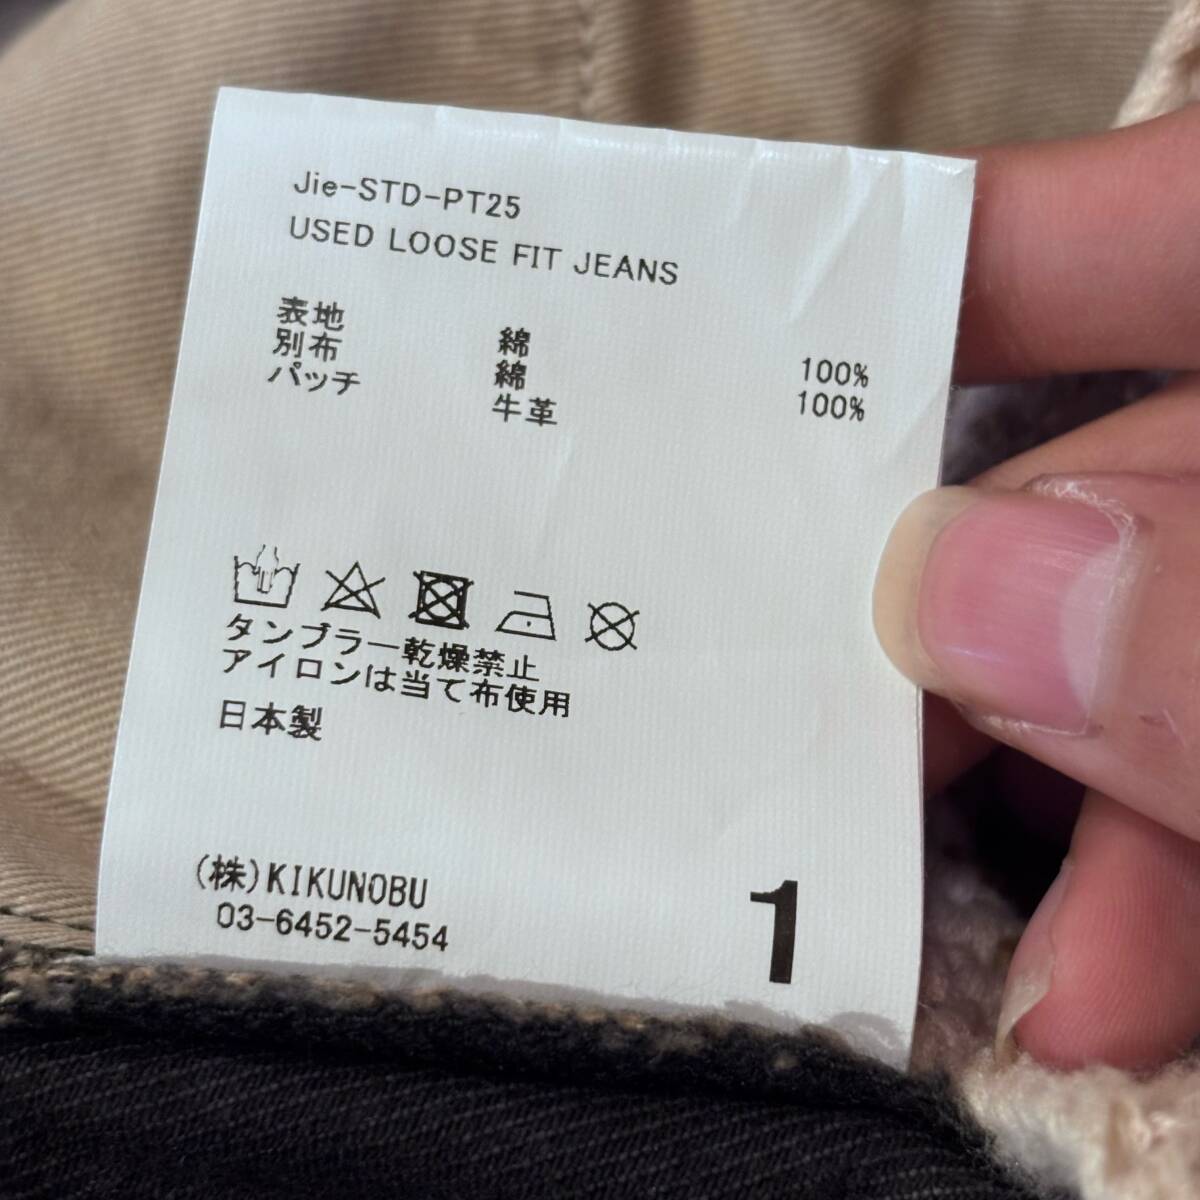 Jie-STD-PT25
USED LOOSE FIT JEANS
表地 綿 100%
別布 綿 100%
パッチ 牛革
タンブラー乾燥禁止
アイロンは当て布使用
日本製
(株)KIKUNOBU
03-6452-5454
1